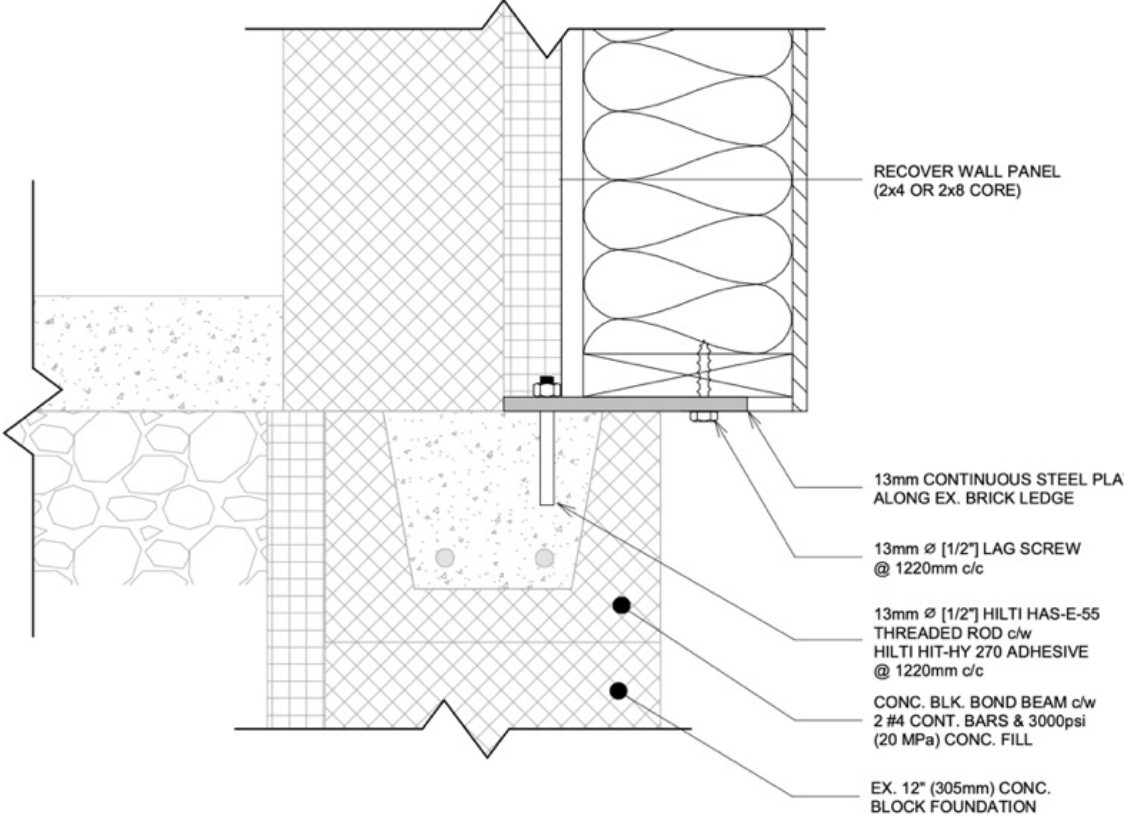 RECOVER WALL PANEL
(2x4 OR 2x8 CORE)
13mm CONTINUOUS STEEL
ALONG EX. BRICK LEDGE
13mm Ø [1/2"] LAG SCREW
@ 1220mm c/c
13mm Ø [1/2"] HILTI HAS-E-55
THREADED ROD c/w
HILTI HIT-HY 270 ADHESIVE
@ 1220mm c/c
CONC. BLK. BOND BEAM c/w
2 #4 CONT. BARS & 3000psi
(20 MPa) CONC. FILL
EX. 12" (305mm) CONC.
BLOCK FOUNDATION